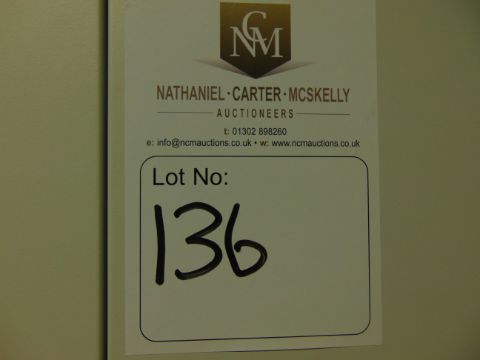 NCM
NATHANIEL·CARTER·MCSKELLY
AUCTIONEERS
t: 01302 898260
e: info@ncmauctions.co.uk • w: www.ncmauctions.co.uk
Lot No:
136